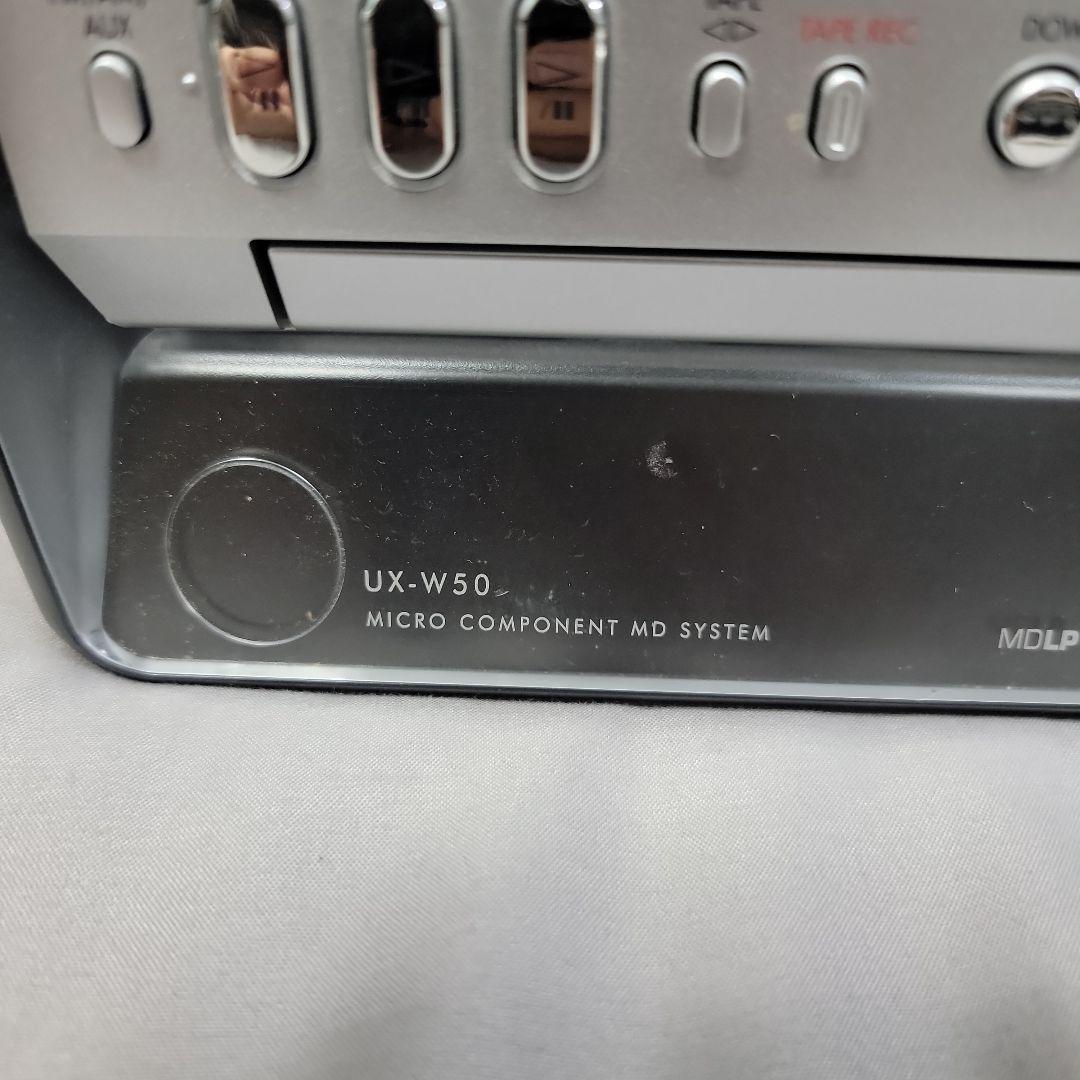 AUX
TAPE
TAPE REC
UX-W50
MICRO COMPONENT MD SYSTEM
MDLP